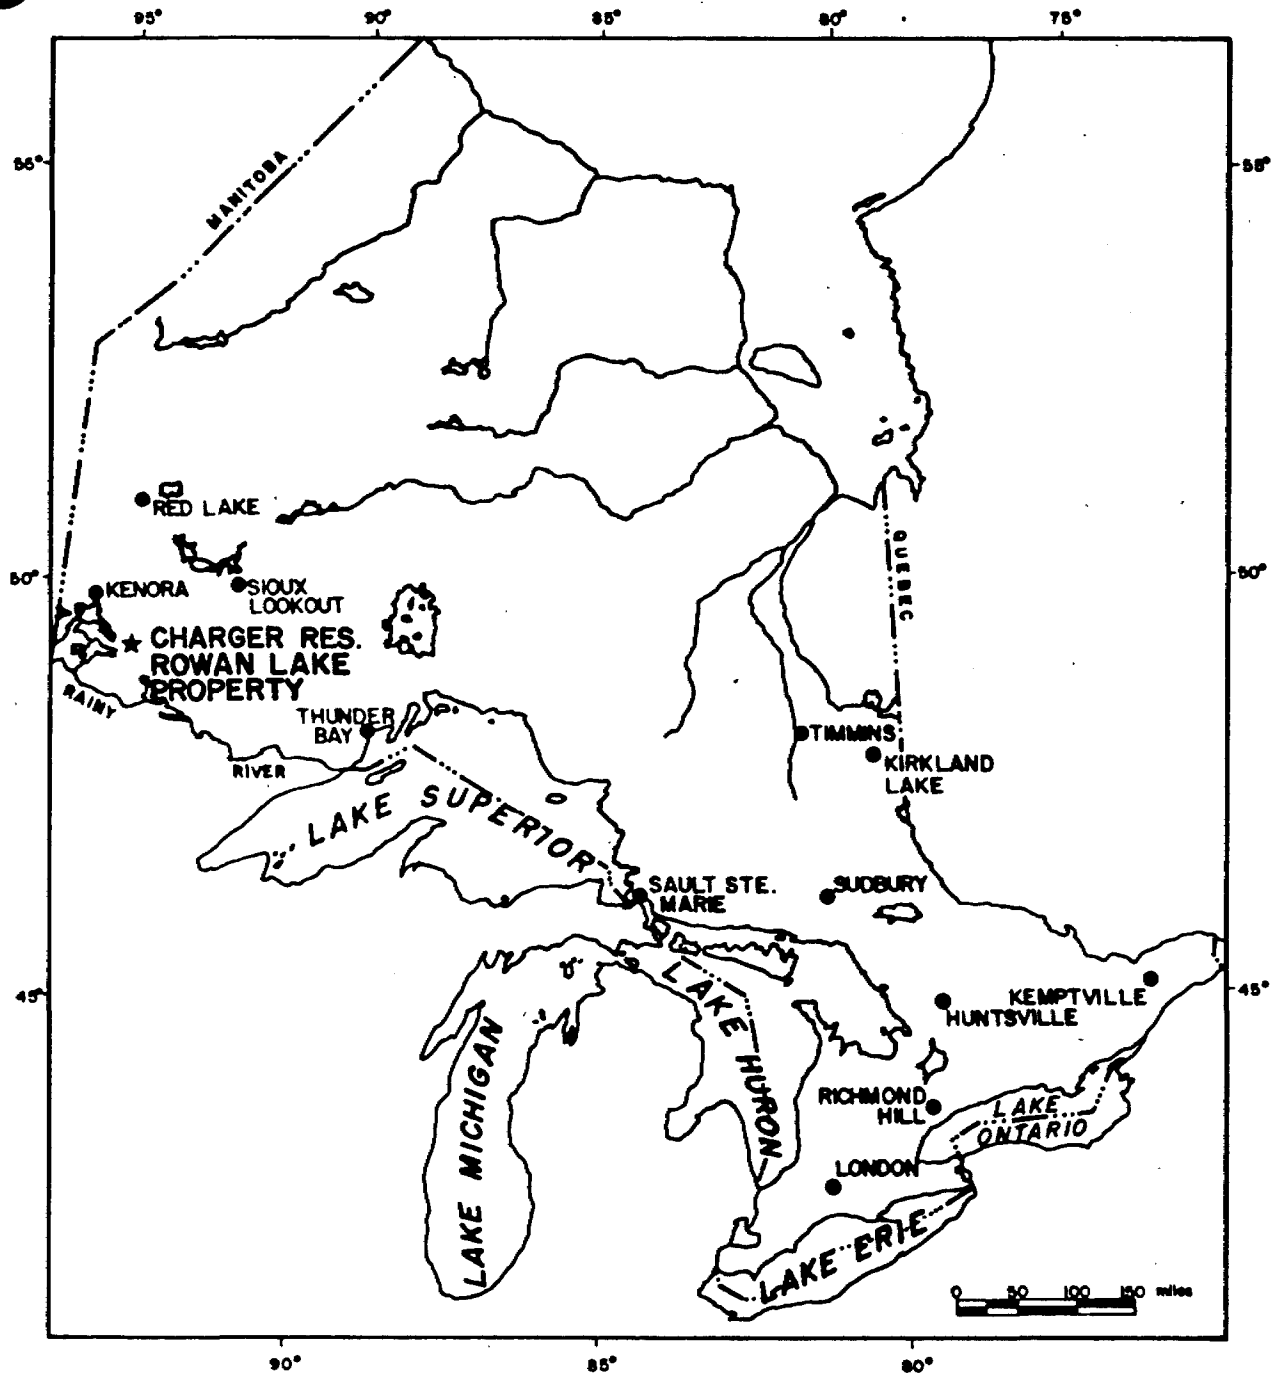 95° 90° 85° 80° 75°
55° 55°
MANITOBA
RED LAKE
QUEBEC
50° 50°
KENORA
SIOUX
LOOKOUT
CHARGER RES.
ROWAN LAKE
PROPERTY
RAINY
THUNDER
BAY
RIVER
TIMMINS
KIRKLAND
LAKE
LAKE SUPERIOR
SAULT STE.
MARIE
SUDBURY
45° 45°
LAKE HURON
KEMPTVILLE
HUNTSVILLE
LAKE MICHIGAN
RICHMOND
HILL
LAKE
ONTARIO
LONDON
LAKE ERIE
0 50 100 150 miles
90° 85° 80°